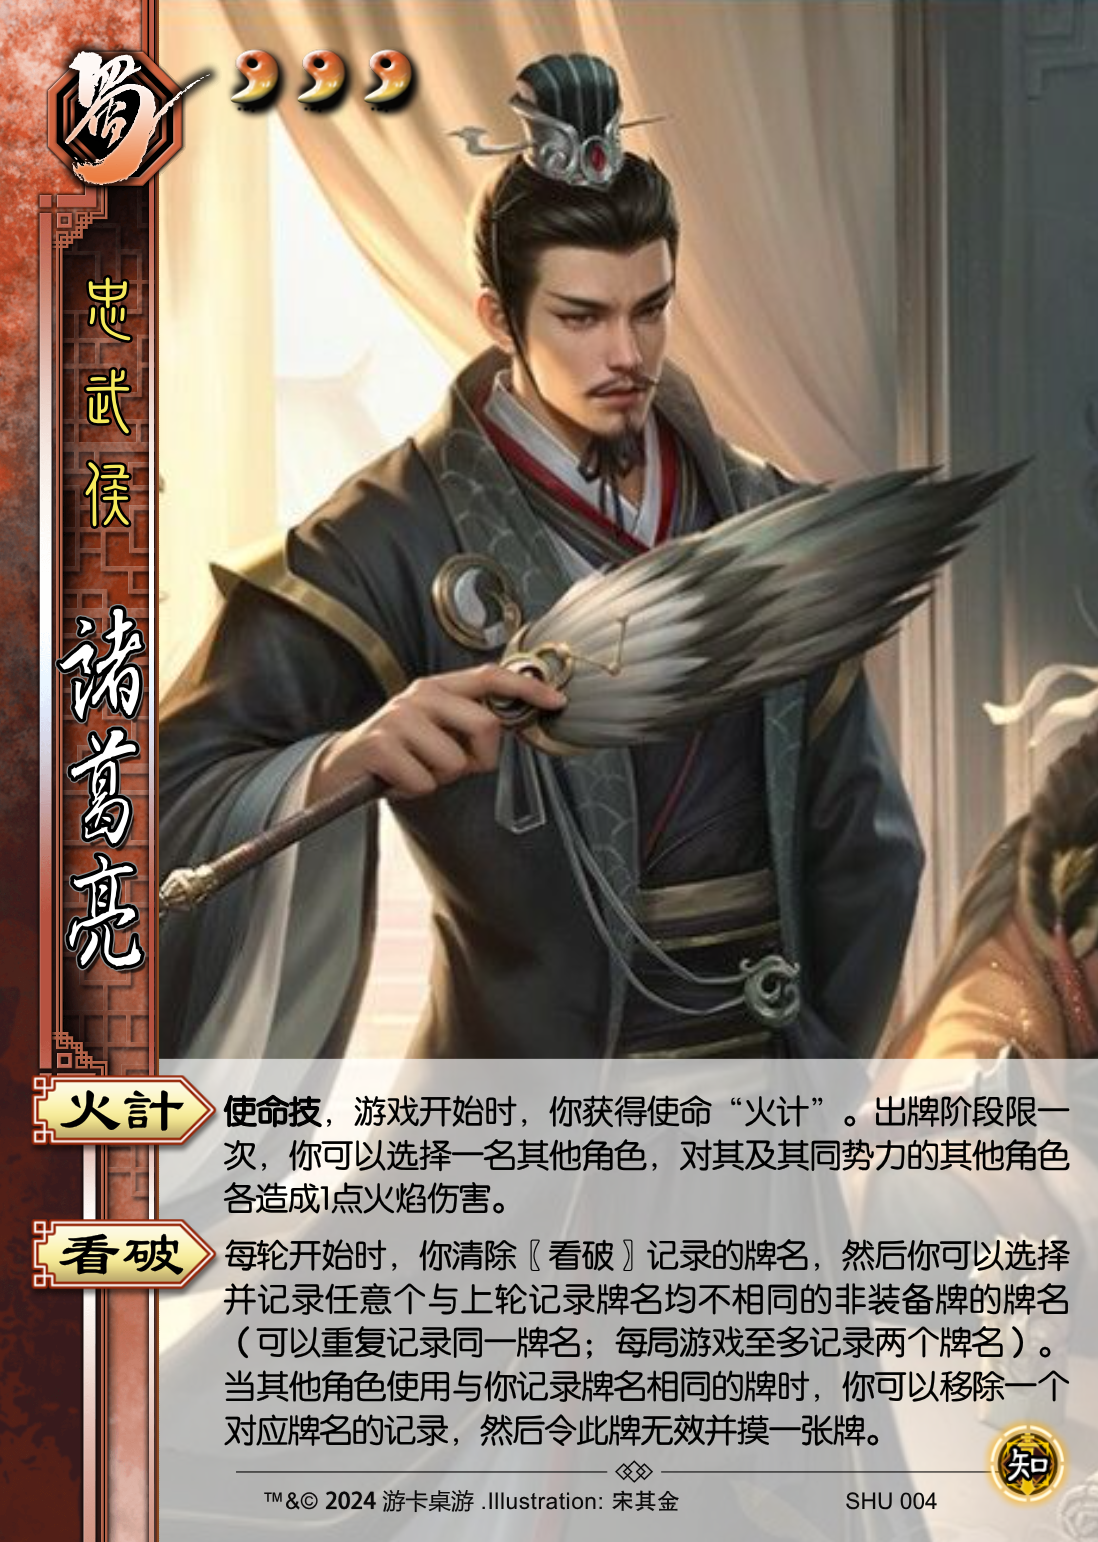 蜀
忠武侯
諸葛亮
火計
使命技，游戏开始时，你获得使命“火计”。出牌阶段限一
次，你可以选择一名其他角色，对其及其同势力的其他角色
各造成1点火焰伤害。
看破
每轮开始时，你清除〖看破〗记录的牌名，然后你可以选择
并记录任意个与上轮记录牌名均不相同的非装备牌的牌名
（可以重复记录同一牌名；每局游戏至多记录两个牌名）。
当其他角色使用与你记录牌名相同的牌时，你可以移除一个
对应牌名的记录，然后令此牌无效并摸一张牌。
知
™&© 2024 游卡桌游 .Illustration: 宋其金
SHU 004